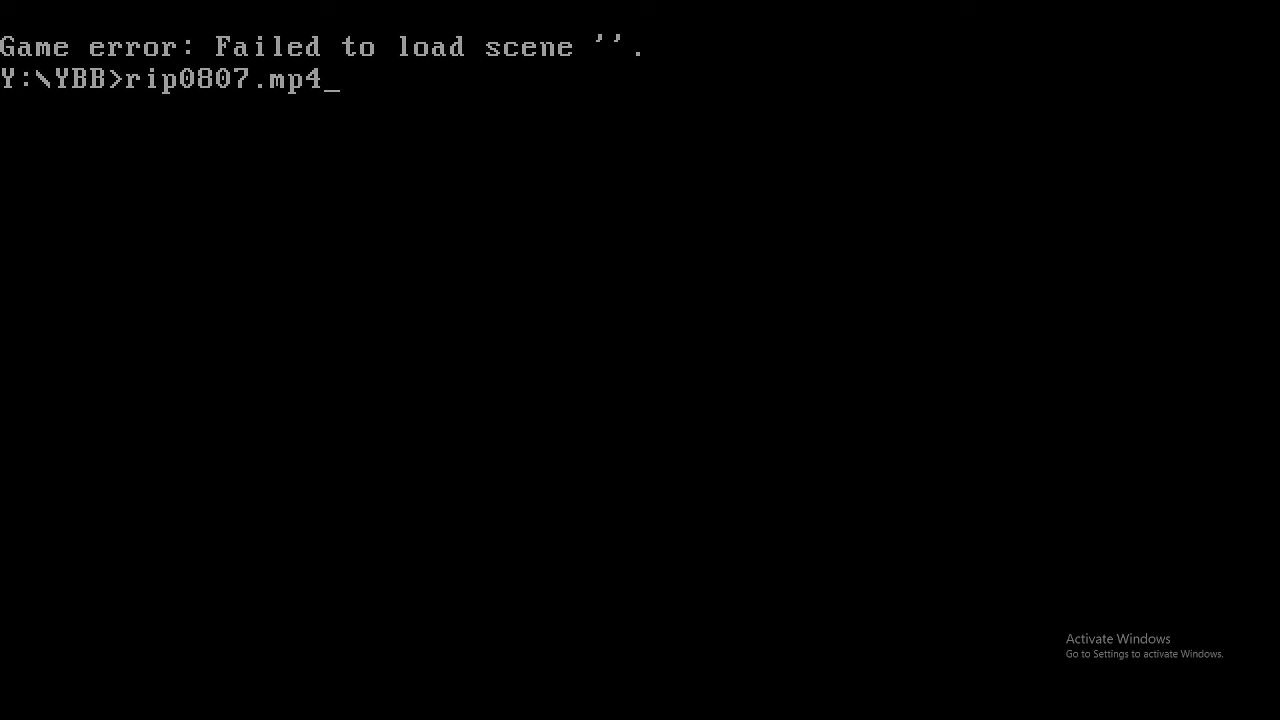 Game error: Failed to load scene ''.
Y:\YBB>rip0807.mp4_
Activate Windows
Go to Settings to activate Windows.